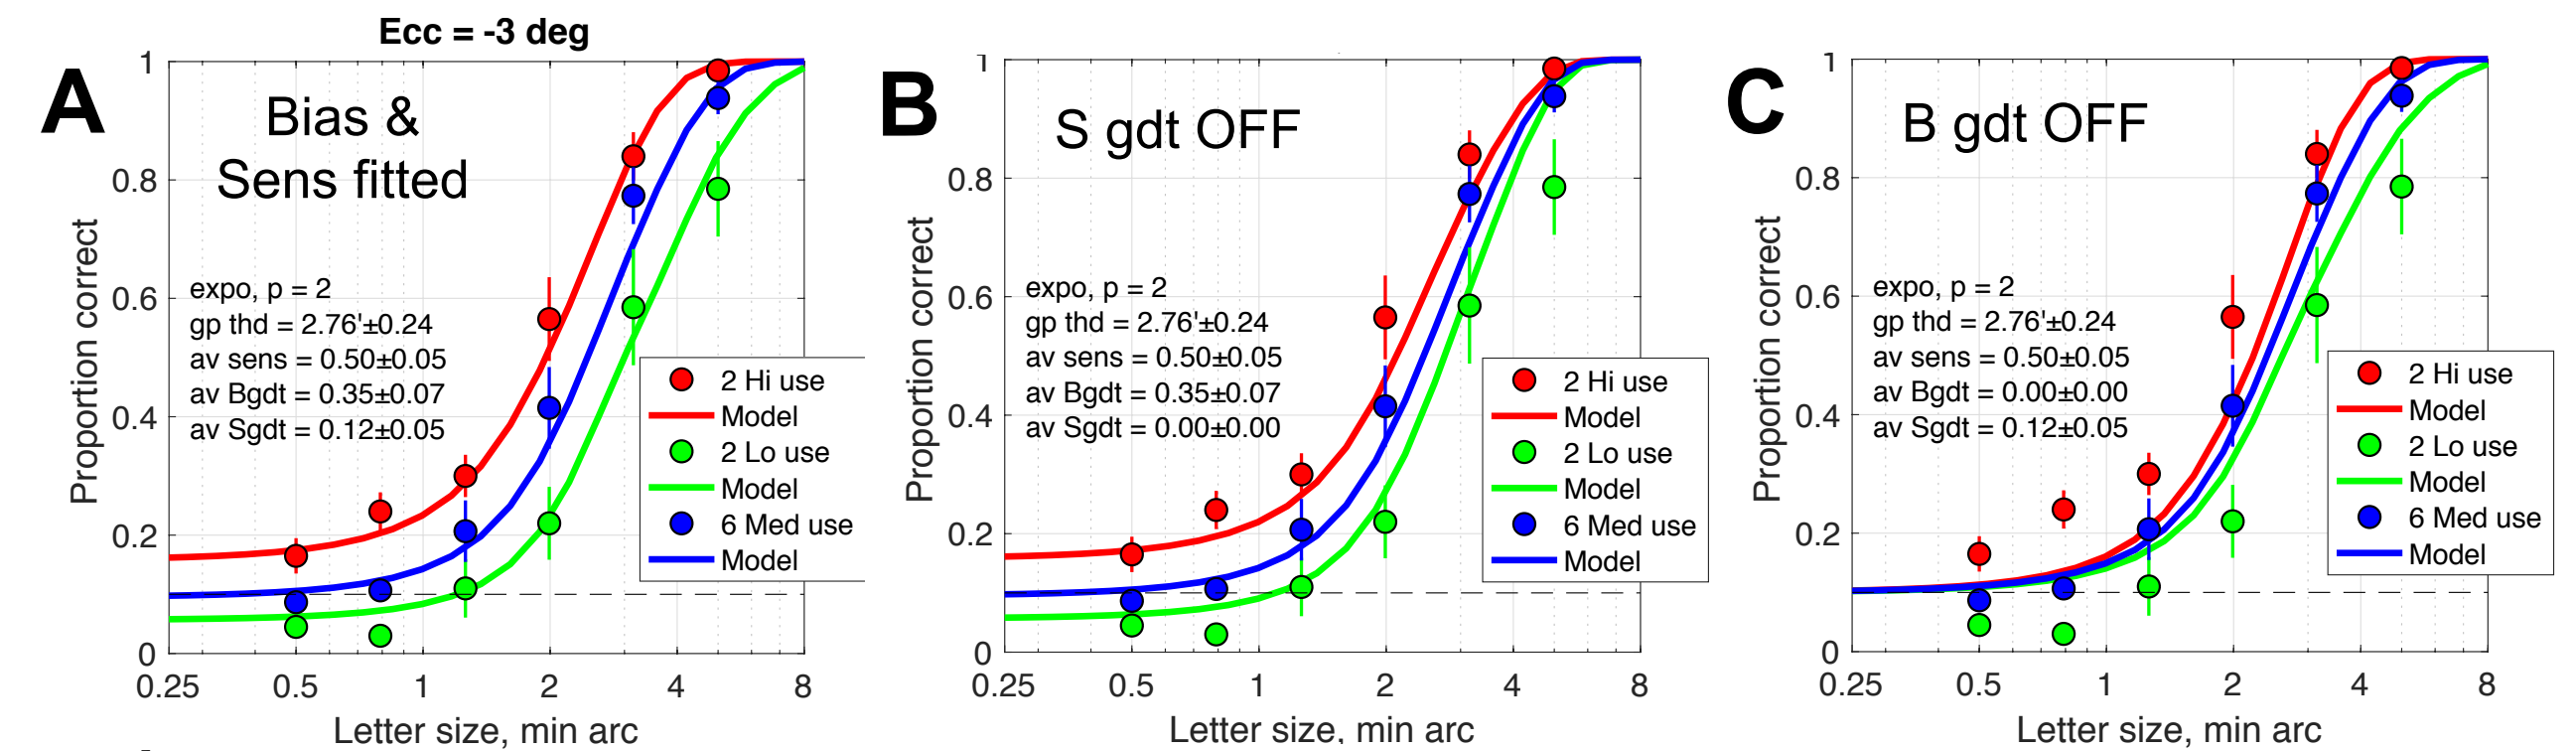 Ecc = -3 deg
A
Bias &
Sens fitted
expo, p = 2
gp thd = 2.76'±0.24
av sens = 0.50±0.05
av Bgdt = 0.35±0.07
av Sgdt = 0.12±0.05
2 Hi use
Model
2 Lo use
Model
6 Med use
Model
Proportion correct
1
0.8
0.6
0.4
0.2
0
0.25 0.5 1 2 4 8
Letter size, min arc
B
S gdt OFF
expo, p = 2
gp thd = 2.76'±0.24
av sens = 0.50±0.05
av Bgdt = 0.35±0.07
av Sgdt = 0.00±0.00
2 Hi use
Model
2 Lo use
Model
6 Med use
Model
Proportion correct
1
0.8
0.6
0.4
0.2
0
0.25 0.5 1 2 4 8
Letter size, min arc
C
B gdt OFF
expo, p = 2
gp thd = 2.76'±0.24
av sens = 0.50±0.05
av Bgdt = 0.00±0.00
av Sgdt = 0.12±0.05
2 Hi use
Model
2 Lo use
Model
6 Med use
Model
Proportion correct
1
0.8
0.6
0.4
0.2
0
0.25 0.5 1 2 4 8
Letter size, min arc